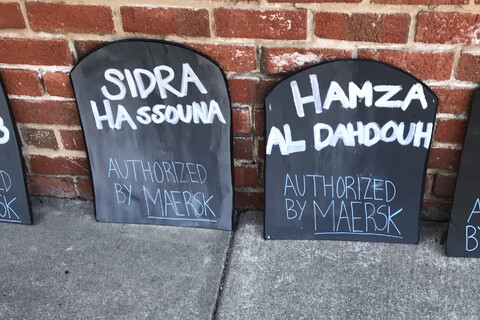 SIDRA
HASSOUNA
AUTHORIZED
BY MAERSK
HAMZA
AL DAHDOUH
AUTHORIZED
BY MAERSK